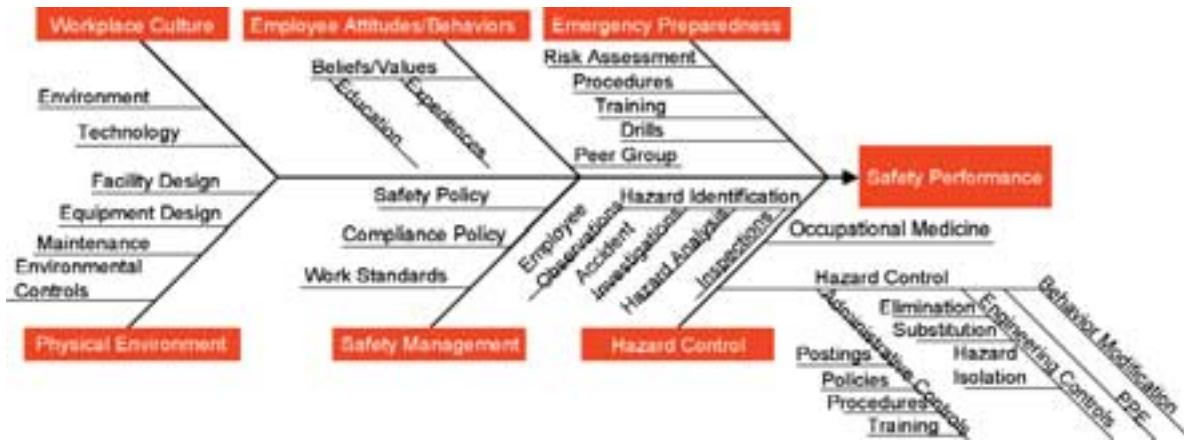 Workplace Culture
Employee Attitudes/Behaviors
Emergency Preparedness
Environment
Technology
Beliefs/Values
Education
Experiences
Risk Assessment
Procedures
Training
Drills
Peer Group
Safety Performance
Facility Design
Equipment Design
Maintenance
Environmental
Controls
Safety Policy
Compliance Policy
Work Standards
Hazard Identification
Employee
Observations
Accident
Investigations
Hazard Analysis
Inspections
Occupational Medicine
Hazard Control
Administrative Controls
Postings
Policies
Procedures
Training
Elimination
Substitution
Hazard
Isolation
Engineering Controls
PPE
Behavior Modification
Physical Environment
Safety Management
Hazard Control